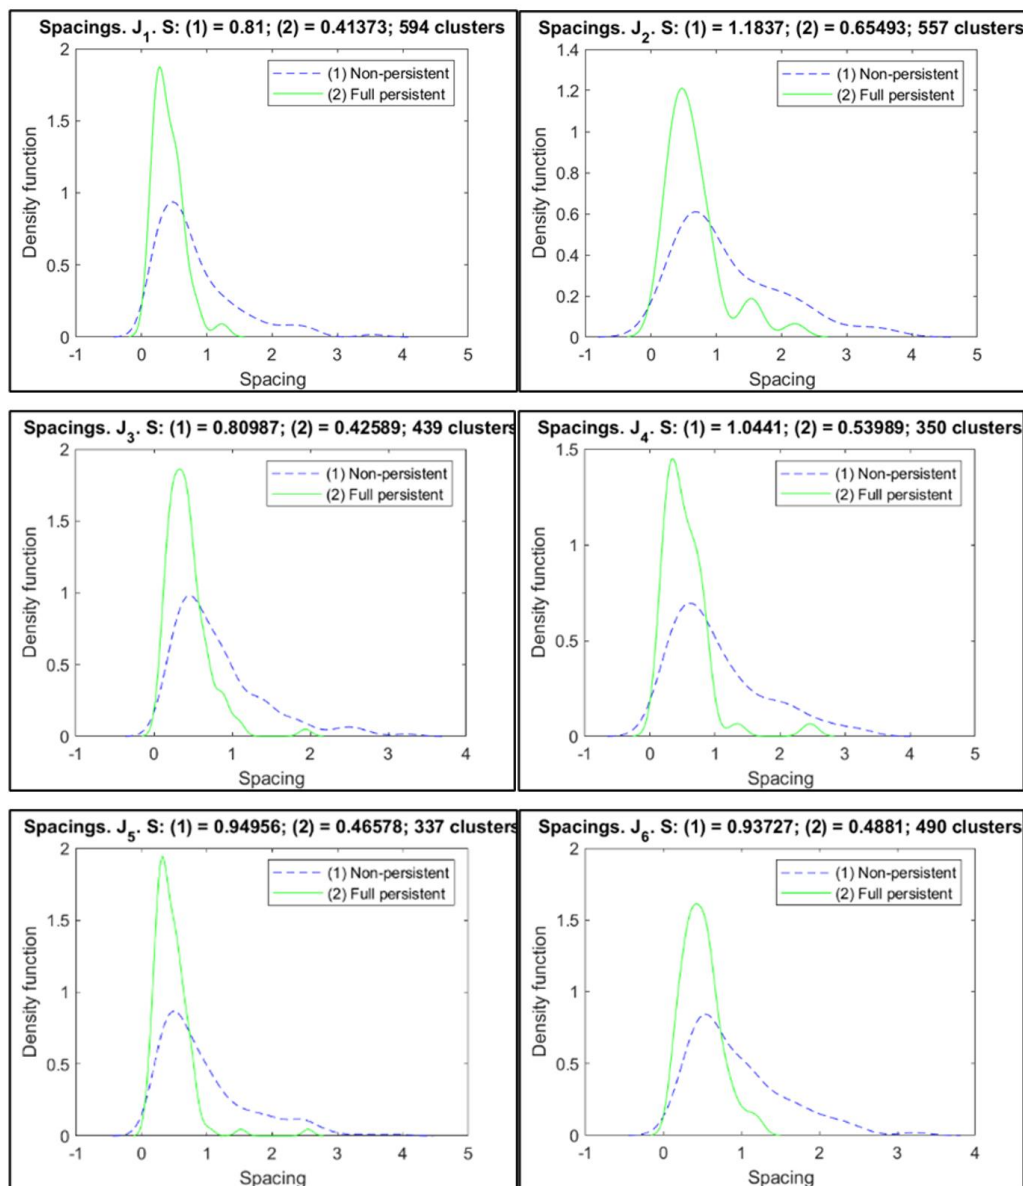 Spacings. J1. S: (1) = 0.81; (2) = 0.41373; 594 clusters
2
1.5
1
0.5
0
Density function
(1) Non-persistent
(2) Full persistent
-1 0 1 2 3 4 5
Spacing
Spacings. J2. S: (1) = 1.1837; (2) = 0.65493; 557 clusters
1.4
1.2
1
0.8
0.6
0.4
0.2
0
Density function
(1) Non-persistent
(2) Full persistent
-1 0 1 2 3 4 5
Spacing
Spacings. J3. S: (1) = 0.80987; (2) = 0.42589; 439 clusters
2
1.5
1
0.5
0
Density function
(1) Non-persistent
(2) Full persistent
-1 0 1 2 3 4
Spacing
Spacings. J4. S: (1) = 1.0441; (2) = 0.53989; 350 clusters
1.5
1
0.5
0
Density function
(1) Non-persistent
(2) Full persistent
-1 0 1 2 3 4 5
Spacing
Spacings. J5. S: (1) = 0.94956; (2) = 0.46578; 337 clusters
2
1.5
1
0.5
0
Density function
(1) Non-persistent
(2) Full persistent
-1 0 1 2 3 4 5
Spacing
Spacings. J6. S: (1) = 0.93727; (2) = 0.4881; 490 clusters
2
1.5
1
0.5
0
Density function
(1) Non-persistent
(2) Full persistent
-1 0 1 2 3 4
Spacing